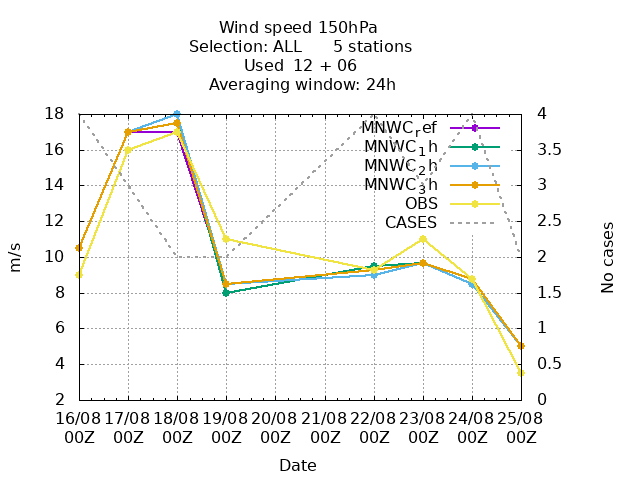 Wind speed 150hPa
Selection: ALL 5 stations
Used 12 + 06
Averaging window: 24h
18
16
14
12
10
8
6
4
2
4
3.5
3
2.5
2
1.5
1
0.5
0
m/s
No cases
MNWC_ref
MNWC_1h
MNWC_2h
MNWC_3h
OBS
CASES
16/08 17/08 18/08 19/08 20/08 21/08 22/08 23/08 24/08 25/08
00Z 00Z 00Z 00Z 00Z 00Z 00Z 00Z 00Z 00Z
Date